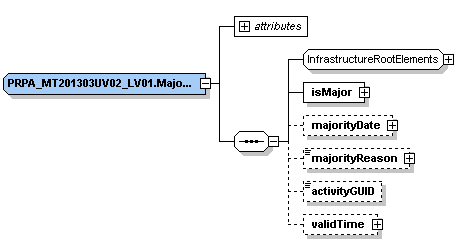 attributes
InfrastructureRootElements
PRPA_MT201303UV02_LV01.Majo...
isMajor
majorityDate
majorityReason
activityGUID
validTime